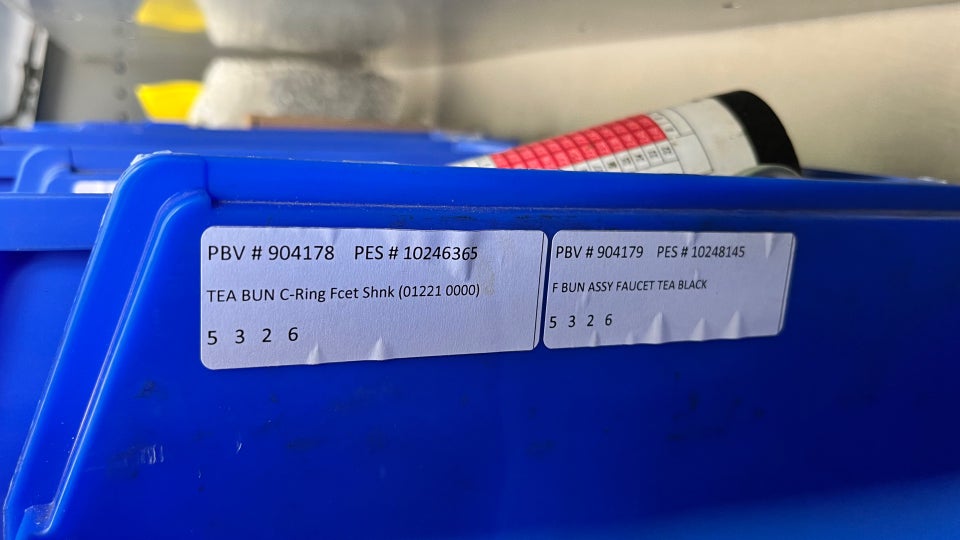 PBV # 904178 PES # 10246365
TEA BUN C-Ring Fcet Shnk (01221 0000)
5 3 2 6
PBV # 904179 PES # 10248145
F BUN ASSY FAUCET TEA BLACK
5 3 2 6